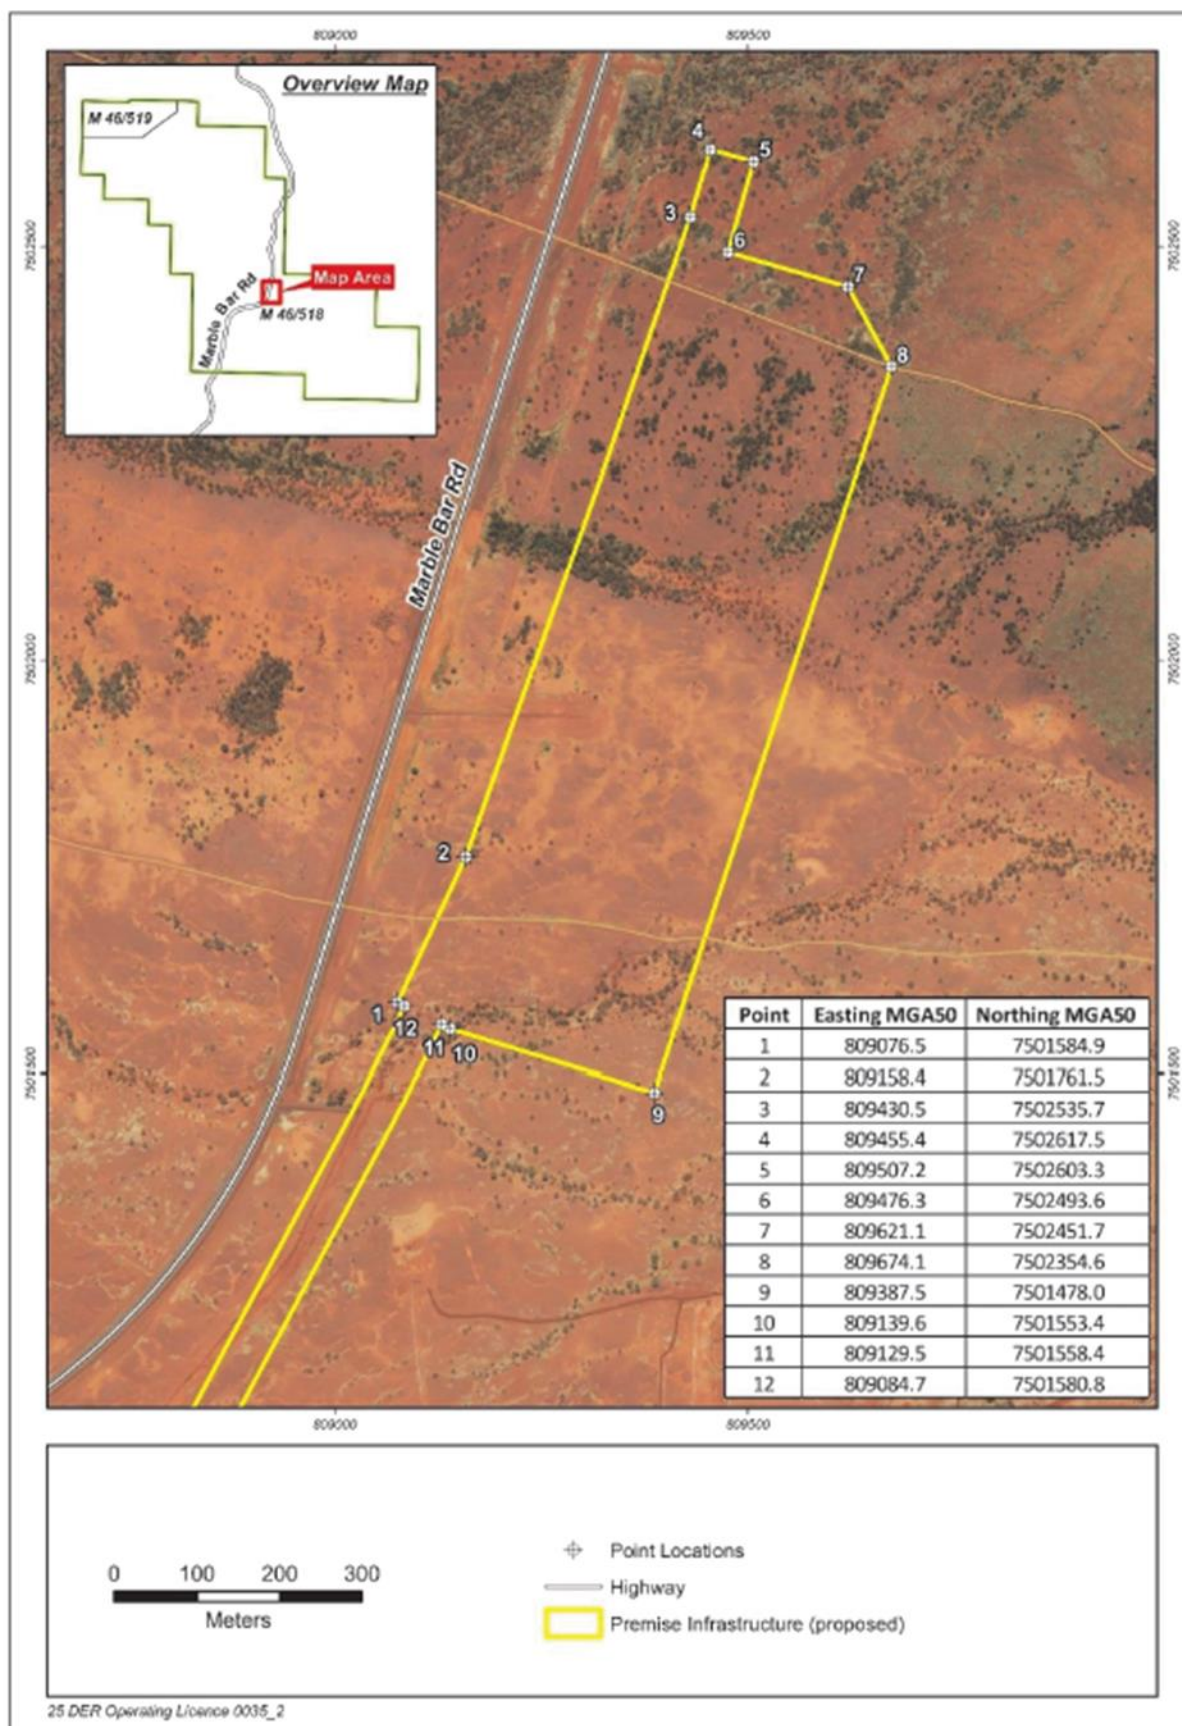 809000 809500
Overview Map
M 46/519
Map Area
Marble Bar Rd
M 46/518
4
5
3
6
7
8
7502500 7502500
Marble Bar Rd
7502000 7502000
2
1
12
11
10
9
7501500 7501500
Point Easting MGA50 Northing MGA50
1 809076.5 7501584.9
2 809158.4 7501761.5
3 809430.5 7502535.7
4 809455.4 7502617.5
5 809507.2 7502603.3
6 809476.3 7502493.6
7 809621.1 7502451.7
8 809674.1 7502354.6
9 809387.5 7501478.0
10 809139.6 7501553.4
11 809129.5 7501558.4
12 809084.7 7501580.8
809000 809500
0 100 200 300
Meters
Point Locations
Highway
Premise Infrastructure (proposed)
25 DER Operating Licence 0035_2